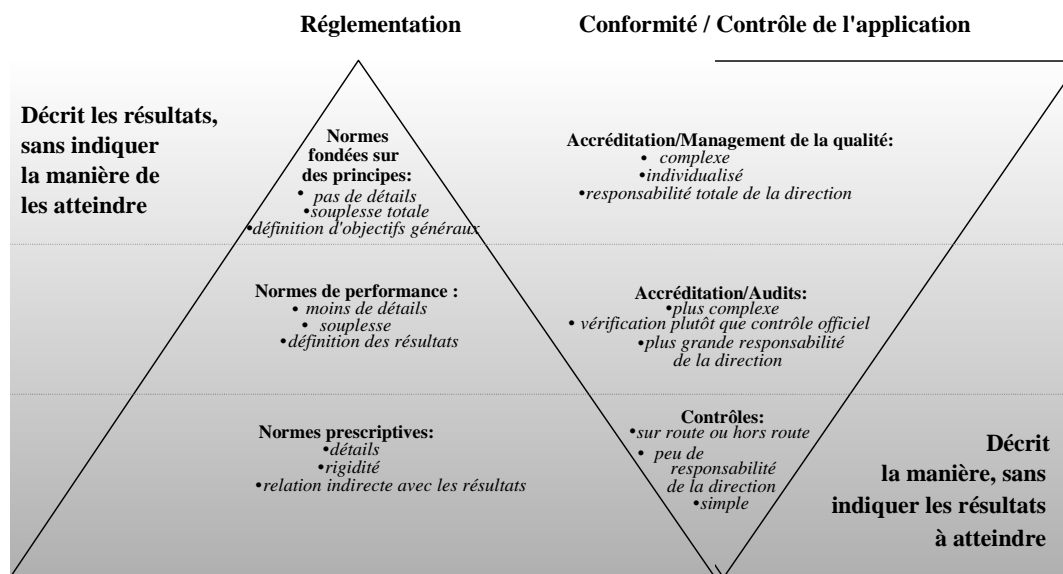 Réglementation
Conformité / Contrôle de l'application
Décrit les résultats,
sans indiquer
la manière de
les atteindre
Normes
fondées sur
des principes:
• pas de détails
•souplesse totale
•définition d'objectifs généraux
Accréditation/Management de la qualité:
• complexe
•individualisé
•responsabilité totale de la direction
Normes de performance :
• moins de détails
• souplesse
•définition des résultats
Accréditation/Audits:
•plus complexe
• vérification plutôt que contrôle officiel
•plus grande responsabilité
de la direction
Normes prescriptives:
•détails
•rigidité
•relation indirecte avec les résultats
Contrôles:
•sur route ou hors route
• peu de
responsabilité
de la direction
•simple
Décrit
la manière, sans
indiquer les résultats
à atteindre